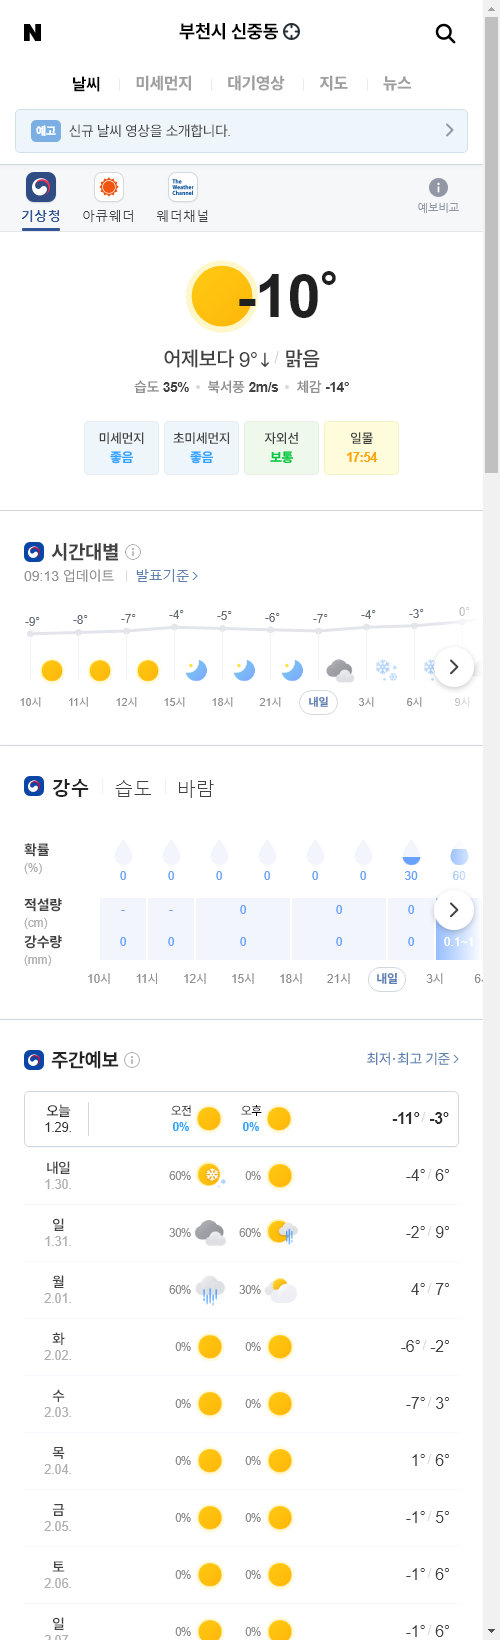 N 부천시 신중동
날씨 미세먼지 대기영상 지도 뉴스
예고 신규 날씨 영상을 소개합니다.
The Weather Channel
기상청 아큐웨더 웨더채널 예보비교
-10°
어제보다 9°↓ / 맑음
습도 35% 북서풍 2m/s 체감 -14°
미세먼지 초미세먼지 자외선 일몰
좋음 좋음 보통 17:54
시간대별
09:13 업데이트 발표기준
-9° -8° -7° -4° -5° -6° -7° -4° -3° 0°
10시 11시 12시 15시 18시 21시 내일 3시 6시 9시
강수 습도 바람
확률
(%)
0 0 0 0 0 0 30 60
적설량
(cm)
- - 0 0 0
강수량
(mm)
0 0 0 0 0 0.1~1
10시 11시 12시 15시 18시 21시 내일 3시
주간예보 최저·최고 기준
오늘 오전 오후
1.29. 0% 0% -11° / -3°
내일
1.30. 60% 0% -4° / 6°
일
1.31. 30% 60% -2° / 9°
월
2.01. 60% 30% 4° / 7°
화
2.02. 0% 0% -6° / -2°
수
2.03. 0% 0% -7° / 3°
목
2.04. 0% 0% 1° / 6°
금
2.05. 0% 0% -1° / 5°
토
2.06. 0% 0% -1° / 6°
일
0% 0% -1° / 6°